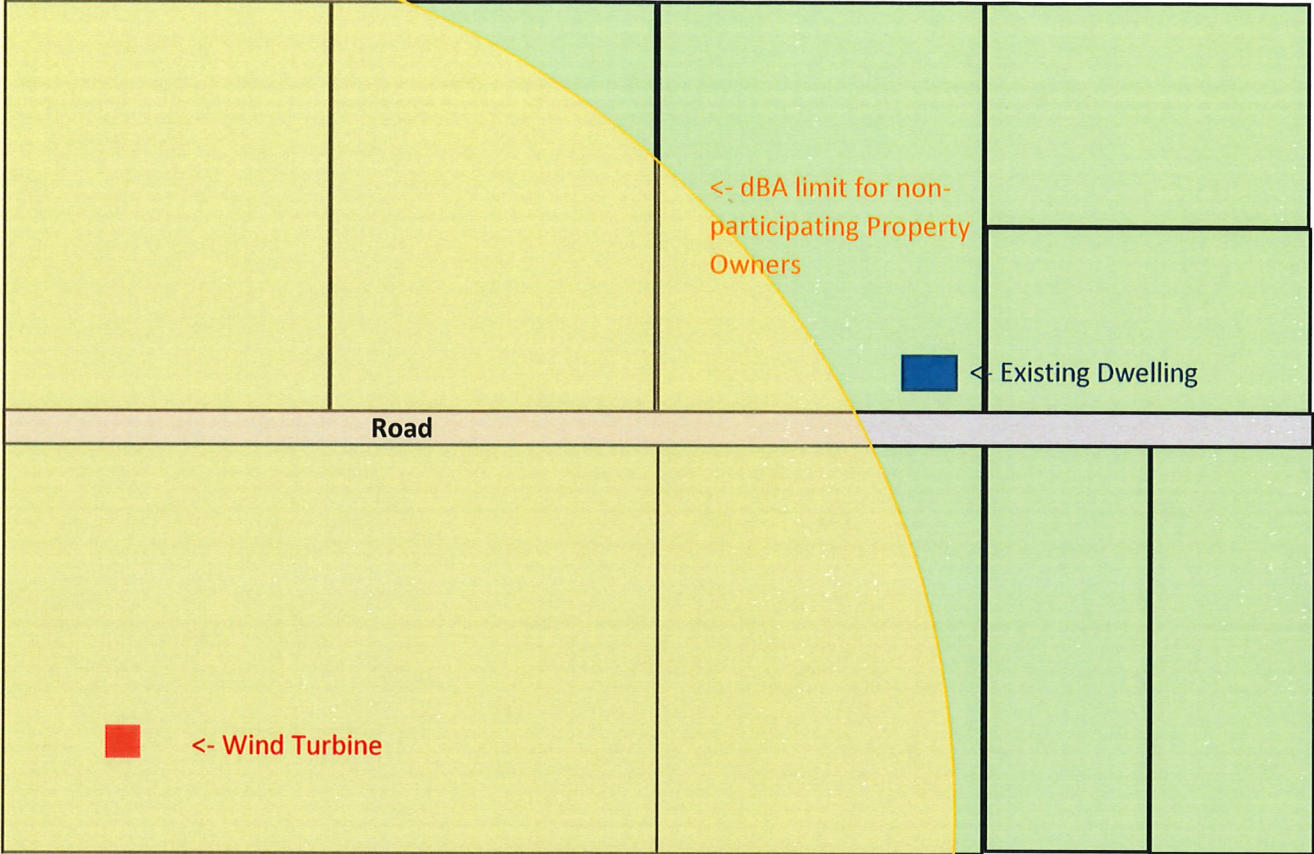 <- dBA limit for non-
participating Property
Owners
<- Existing Dwelling
Road
<- Wind Turbine